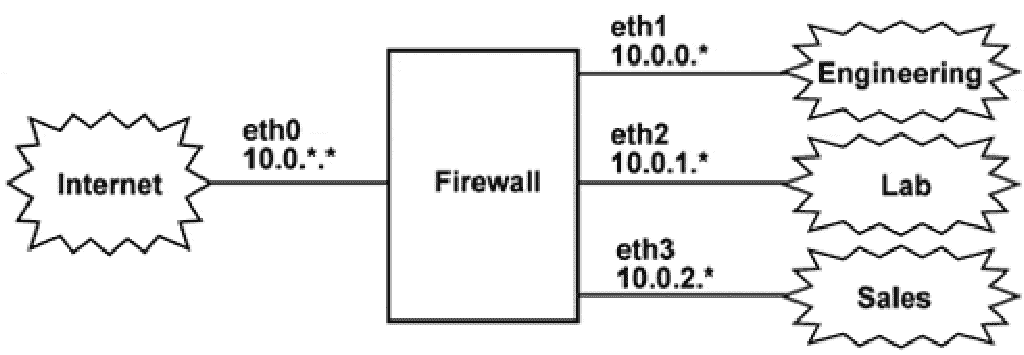 Internet
eth0
10.0.*.*
Firewall
eth1
10.0.0.*
Engineering
eth2
10.0.1.*
Lab
eth3
10.0.2.*
Sales